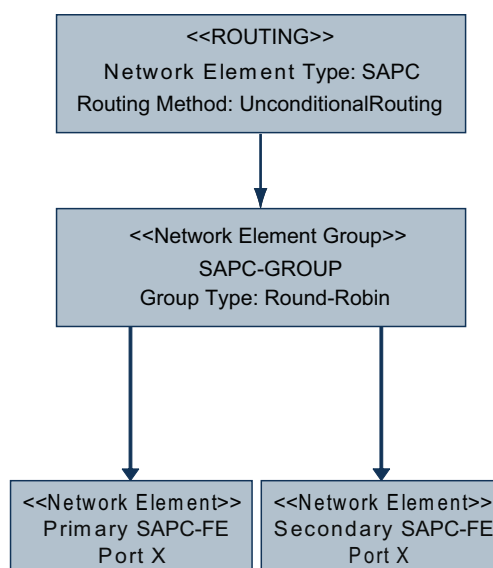 <<ROUTING>>
Network Element Type: SAPC
Routing Method: UnconditionalRouting
<<Network Element Group>>
SAPC-GROUP
Group Type: Round-Robin
<<Network Element>>
Primary SAPC-FE
Port X
<<Network Element>>
Secondary SAPC-FE
Port X